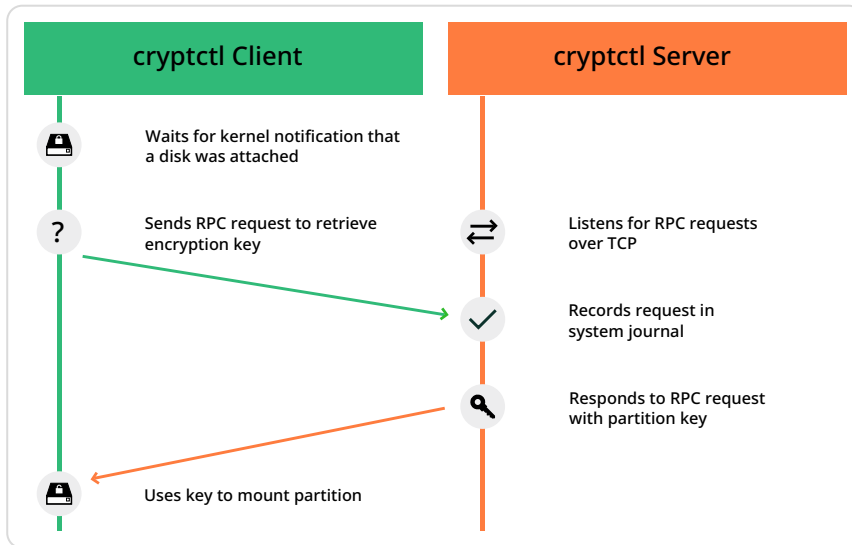 cryptctl Client
cryptctl Server
Waits for kernel notification that
a disk was attached
?
Sends RPC request to retrieve
encryption key
Listens for RPC requests
over TCP
Records request in
system journal
Responds to RPC request
with partition key
Uses key to mount partition